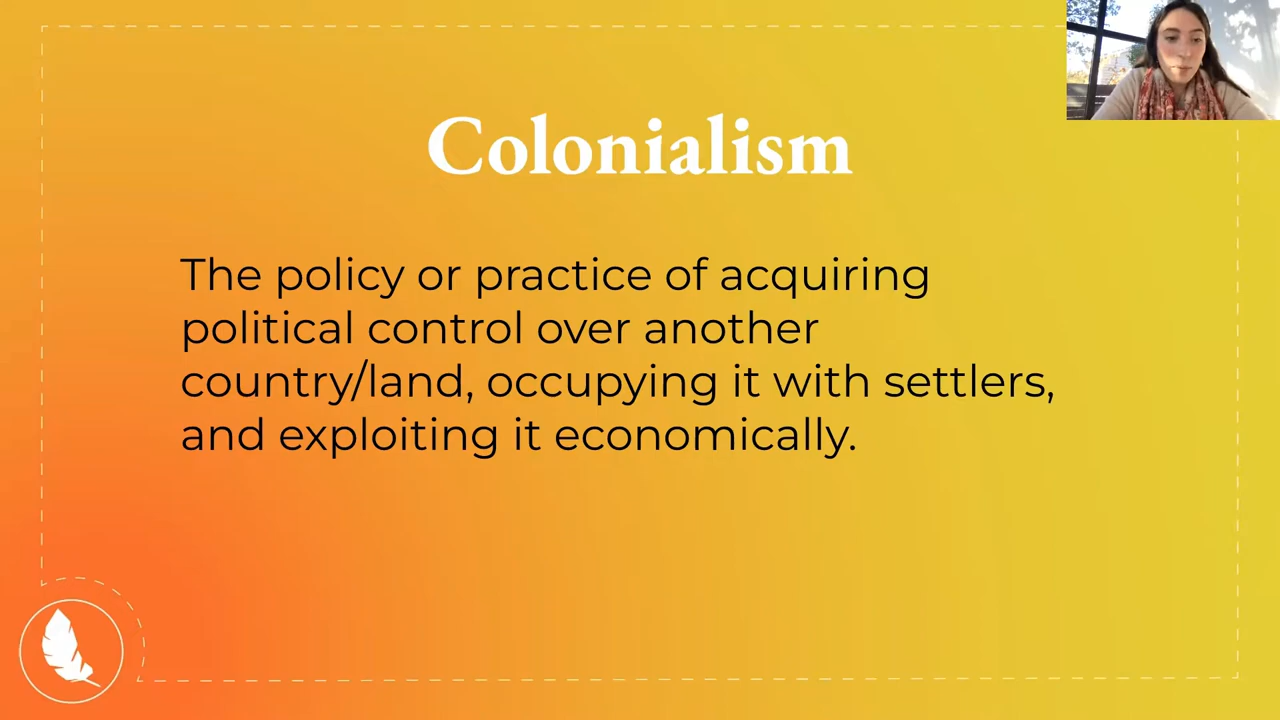 Colonialism
The policy or practice of acquiring
political control over another
country/land, occupying it with settlers,
and exploiting it economically.